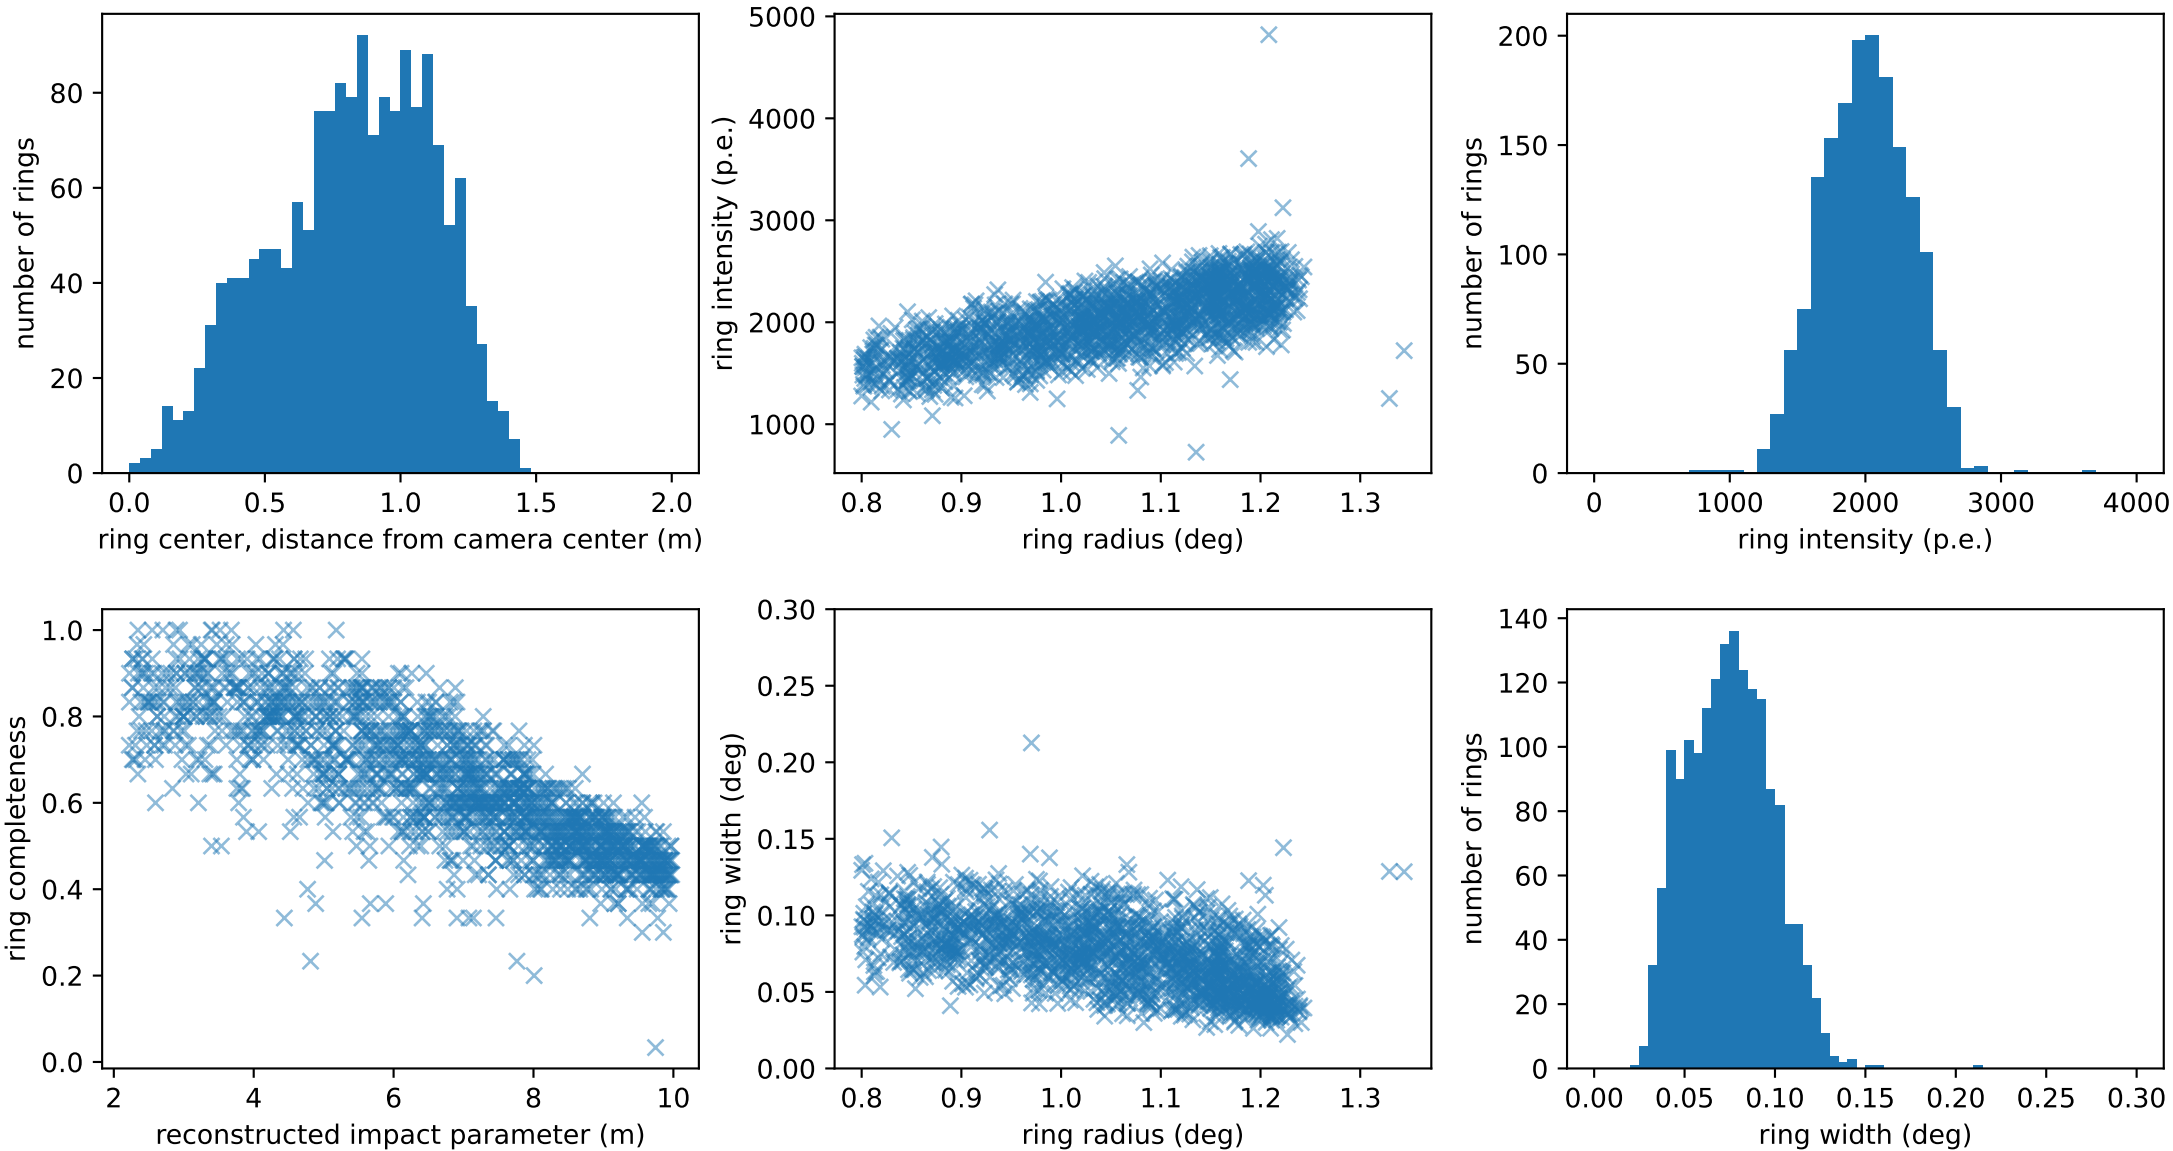 80
60
40
20
0
number of rings
0.0 0.5 1.0 1.5 2.0
ring center, distance from camera center (m)
5000
4000
3000
2000
1000
ring intensity (p.e.)
0.8 0.9 1.0 1.1 1.2 1.3
ring radius (deg)
200
150
100
50
0
number of rings
0 1000 2000 3000 4000
ring intensity (p.e.)
1.0
0.8
0.6
0.4
0.2
0.0
ring completeness
2 4 6 8 10
reconstructed impact parameter (m)
0.30
0.25
0.20
0.15
0.10
0.05
0.00
ring width (deg)
0.8 0.9 1.0 1.1 1.2 1.3
ring radius (deg)
140
120
100
80
60
40
20
0
number of rings
0.00 0.05 0.10 0.15 0.20 0.25 0.30
ring width (deg)